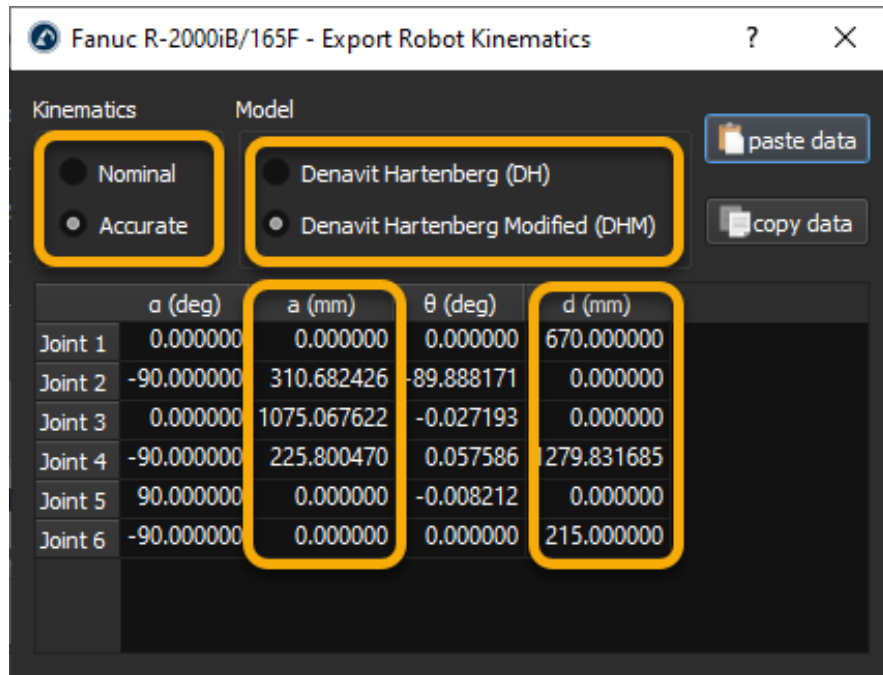 Fanuc R-2000iB/165F - Export Robot Kinematics ? ×
Kinematics Model
Nominal Denavit Hartenberg (DH) paste data
Accurate Denavit Hartenberg Modified (DHM) copy data
α (deg) a (mm) θ (deg) d (mm)
Joint 1 0.000000 0.000000 0.000000 670.000000
Joint 2 -90.000000 310.682426 -89.888171 0.000000
Joint 3 0.000000 1075.067622 -0.027193 0.000000
Joint 4 -90.000000 225.800470 0.057586 1279.831685
Joint 5 90.000000 0.000000 -0.008212 0.000000
Joint 6 -90.000000 0.000000 0.000000 215.000000